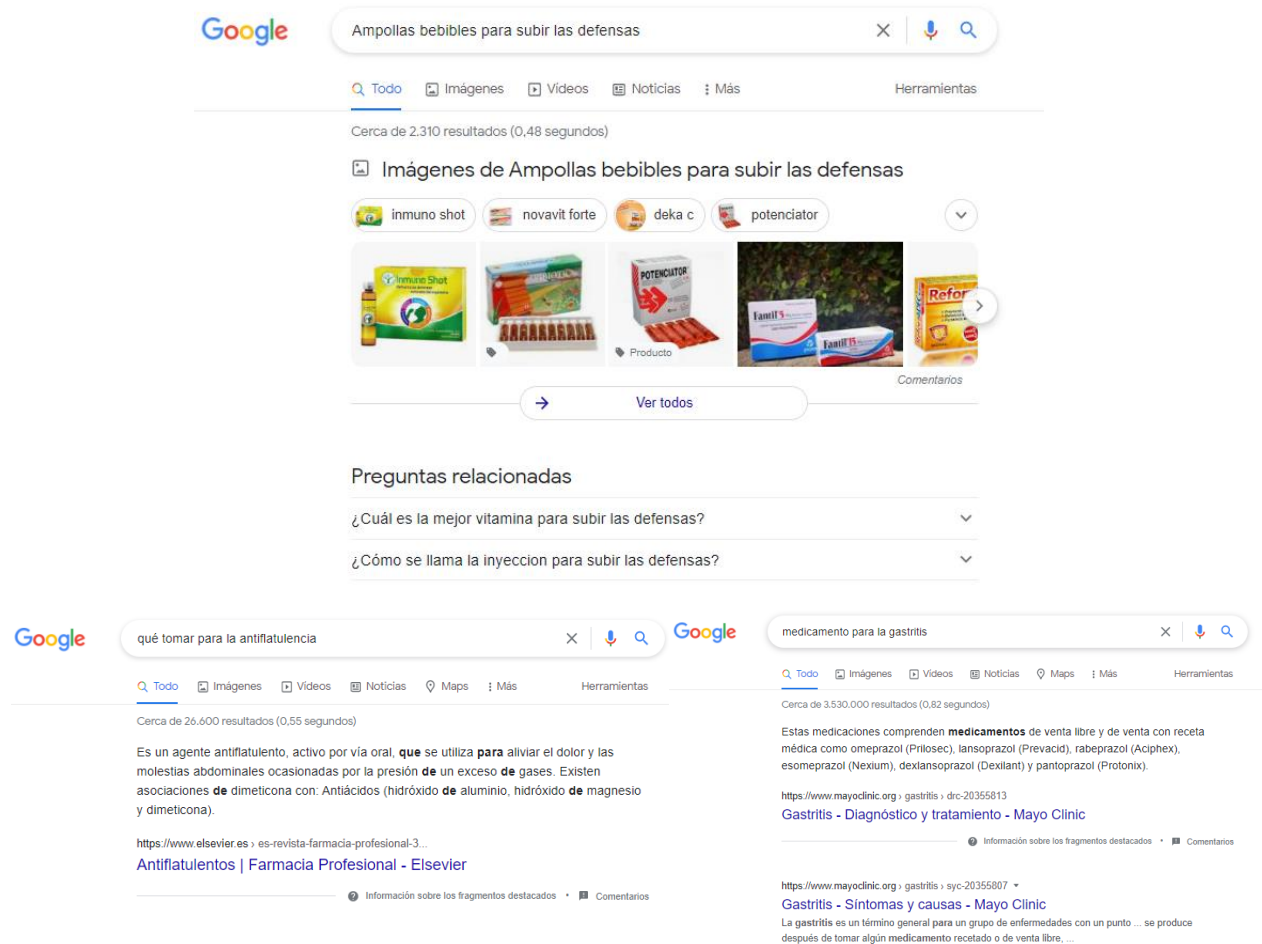 Google
Ampollas bebibles para subir las defensas
Todo Imágenes Vídeos Noticias Más Herramientas
Cerca de 2.310 resultados (0,48 segundos)
Imágenes de Ampollas bebibles para subir las defensas
inmuno shot novavit forte deka c potenciator
Inmuno Shot
POTENCIATOR
Fantil 15
Fantil 15
Refor
Producto
Comentarios
Ver todos
Preguntas relacionadas
¿Cuál es la mejor vitamina para subir las defensas?
¿Cómo se llama la inyeccion para subir las defensas?
Google
qué tomar para la antiflatulencia
Todo Imágenes Vídeos Noticias Maps Más Herramientas
Cerca de 26.600 resultados (0,55 segundos)
Es un agente antiflatulento, activo por vía oral, que se utiliza para aliviar el dolor y las
molestias abdominales ocasionadas por la presión de un exceso de gases. Existen
asociaciones de dimeticona con: Antiácidos (hidróxido de aluminio, hidróxido de magnesio
y dimeticona).
https://www.elsevier.es › es-revista-farmacia-profesional-3...
Antiflatulentos | Farmacia Profesional - Elsevier
Información sobre los fragmentos destacados • Comentarios
Google
medicamento para la gastritis
Todo Imágenes Vídeos Noticias Maps Más Herramientas
Cerca de 3.530.000 resultados (0,82 segundos)
Estas medicaciones comprenden medicamentos de venta libre y de venta con receta
médica como omeprazol (Prilosec), lansoprazol (Prevacid), rabeprazol (Aciphex),
esomeprazol (Nexium), dexlansoprazol (Dexilant) y pantoprazol (Protonix).
https://www.mayoclinic.org › gastritis › drc-20355813
Gastritis - Diagnóstico y tratamiento - Mayo Clinic
Información sobre los fragmentos destacados • Comentarios
https://www.mayoclinic.org › gastritis › syc-20355807
Gastritis - Síntomas y causas - Mayo Clinic
La gastritis es un término general para un grupo de enfermedades con un punto ... se produce
después de tomar algún medicamento recetado o de venta libre, ...